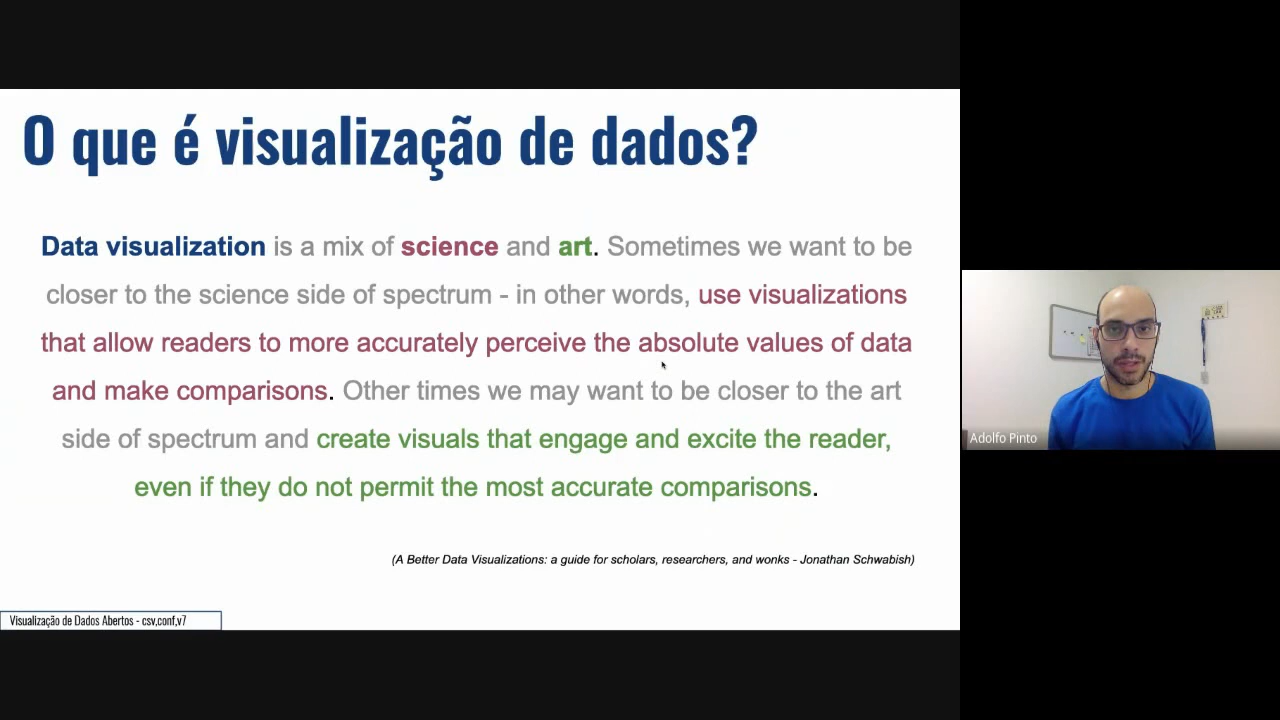 O que é visualização de dados?
Data visualization is a mix of science and art. Sometimes we want to be
closer to the science side of spectrum - in other words, use visualizations
that allow readers to more accurately perceive the absolute values of data
and make comparisons. Other times we may want to be closer to the art
side of spectrum and create visuals that engage and excite the reader,
even if they do not permit the most accurate comparisons.
(A Better Data Visualizations: a guide for scholars, researchers, and wonks - Jonathan Schwabish)
Visualização de Dados Abertos - csv,conf,v7
Adolfo Pinto